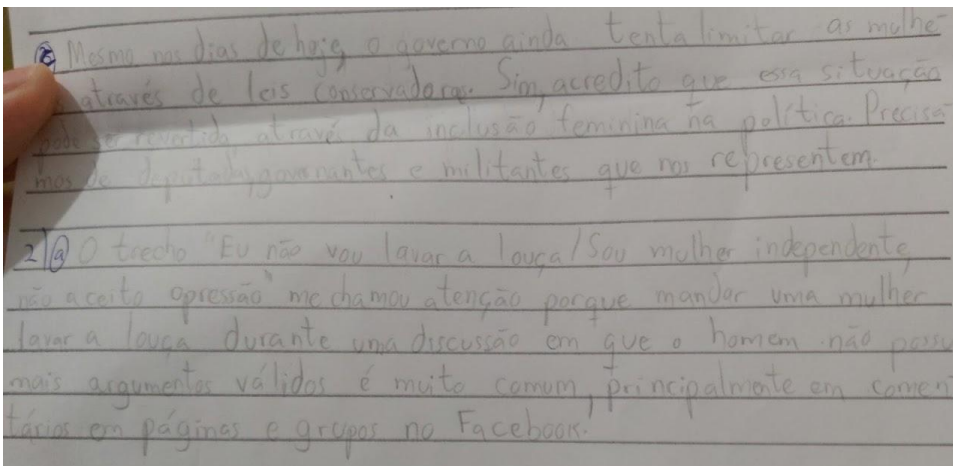 ⓑ Mesmo nos dias de hoje, o governo ainda tenta limitar as mulhe-
através de leis conservadoras. Sim, acredito que essa situação
pode ser revertida através da inclusão feminina na política. Precisa-
mos de deputadas, governantes e militantes que nos representem.
2) ⓐ O trecho "Eu não vou lavar a louça/Sou mulher independente,
não aceito opressão" me chamou atenção porque mandar uma mulher
lavar a louça durante uma discussão em que o homem não possu
mais argumentos válidos é muito comum, principalmente em comen
tários em páginas e grupos no Facebook.